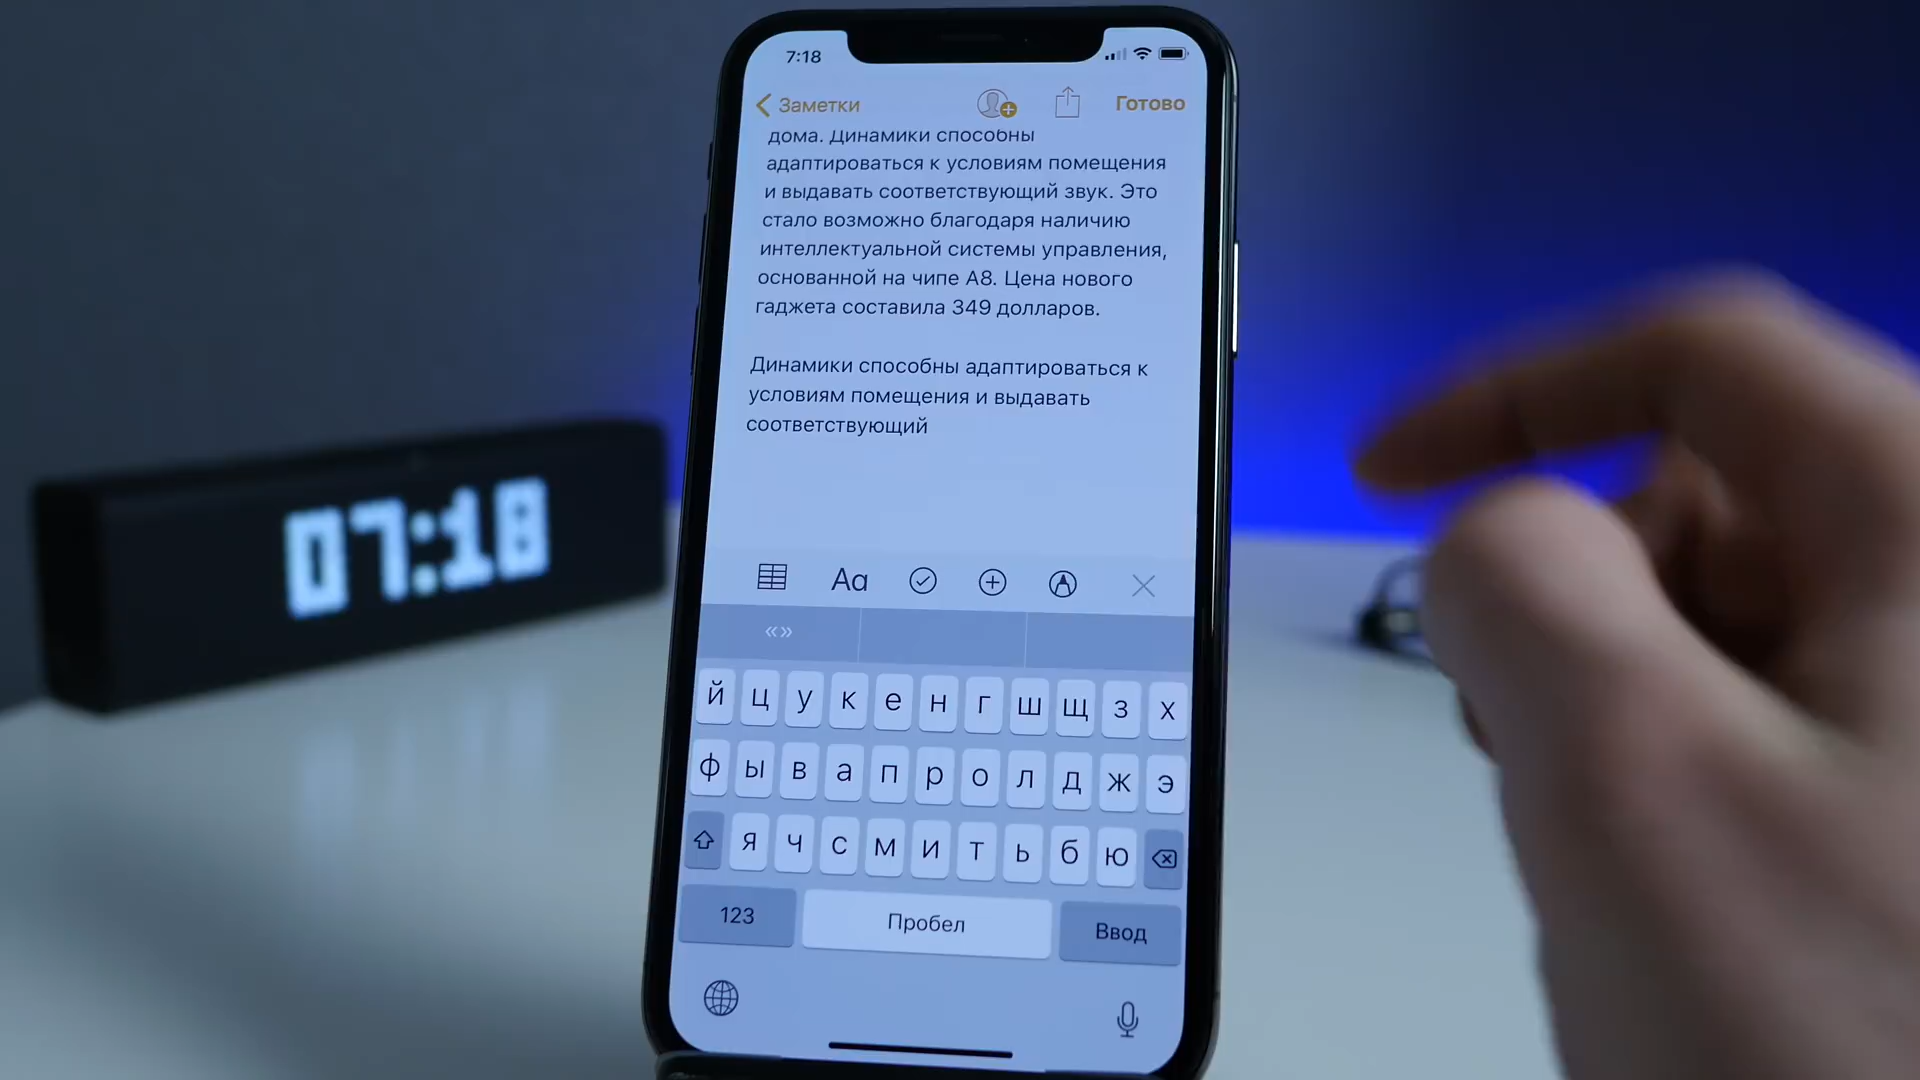 7:18
Заметки
Готово
дома. Динамики способны
адаптироваться к условиям помещения
и выдавать соответствующий звук. Это
стало возможно благодаря наличию
интеллектуальной системы управления,
основанной на чипе А8. Цена нового
гаджета составила 349 долларов.
Динамики способны адаптироваться к
условиям помещения и выдавать
соответствующий
07:18
Aa
«»
й ц у к е н г ш щ з х
ф ы в а п р о л д ж э
я ч с м и т ь б ю
123
Пробел
Ввод